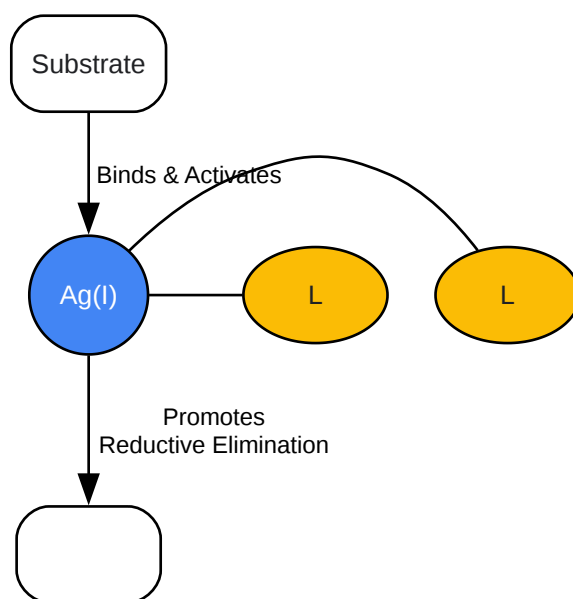 Substrate
Binds & Activates
Ag(I)
L
L
Promotes
Reductive Elimination